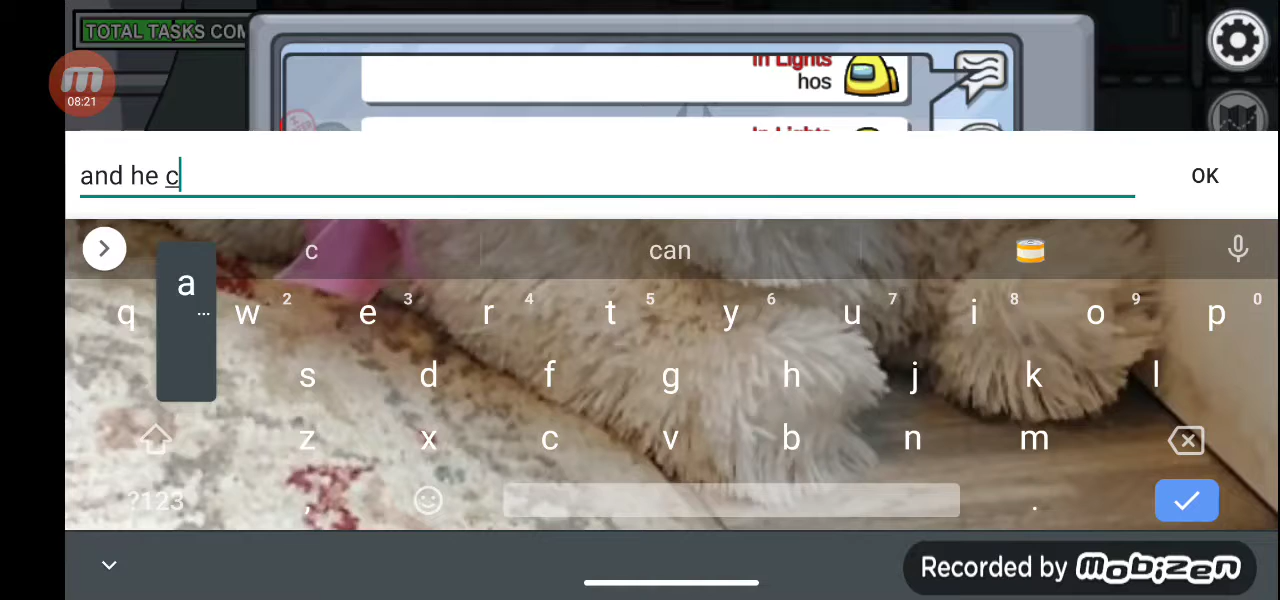 TOTAL TASKS COM
In Lights
hos
In Lights
08:21
and he c
OK
c can
a
q w 2 e 3 r 4 t 5 y 6 u 7 i 8 o 9 p 0
s d f g h j k l
z x c v b n m
?123 , .
Recorded by mobizen